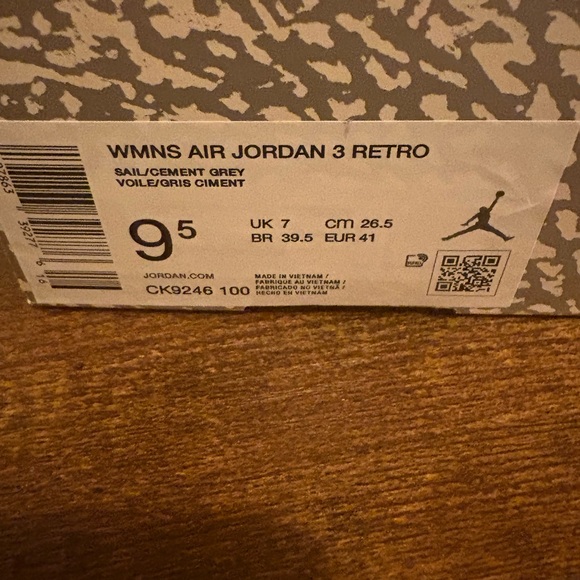 WMNS AIR JORDAN 3 RETRO
SAIL/CEMENT GREY
VOILE/GRIS CIMENT
9 5
UK 7 cm 26.5
BR 39.5 EUR 41
JORDAN.COM
CK9246 100
MADE IN VIETNAM /
FABRIQUE AU VIETNAM /
FABRICADO NO VIETNÃ /
HECHO EN VIETNAM